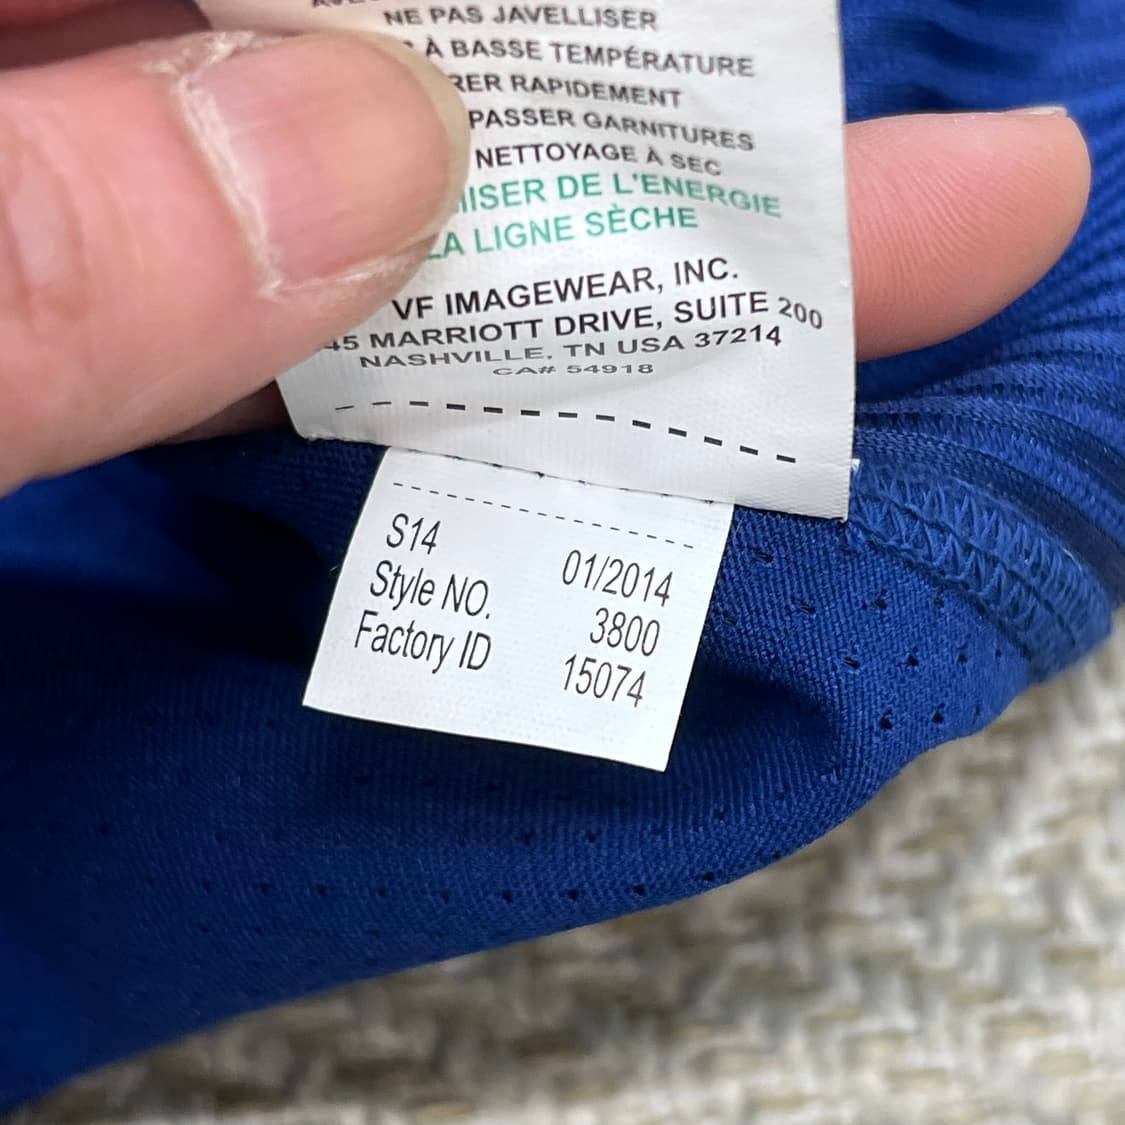 NE PAS JAVELLISER
À BASSE TEMPÉRATURE
RAPIDEMENT
PASSER GARNITURES
NETTOYAGE À SEC
DE L'ENERGIE
LIGNE SÈCHE
VF IMAGEWEAR, INC.
MARRIOTT DRIVE, SUITE 200
NASHVILLE, TN USA 37214
CA# 54918
S14 01/2014
Style NO. 3800
Factory ID 15074